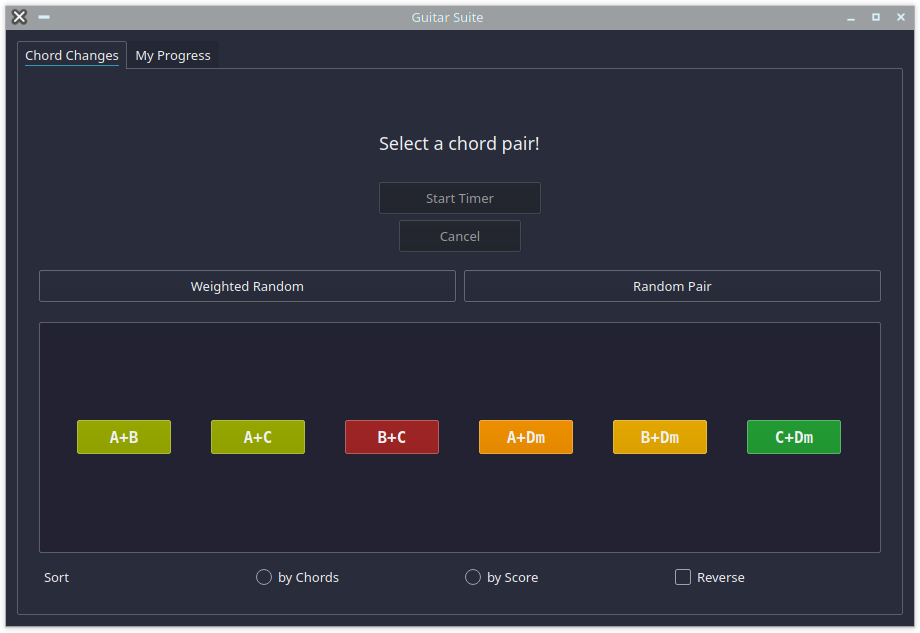 Guitar Suite
Chord Changes My Progress
Select a chord pair!
Start Timer
Cancel
Weighted Random Random Pair
A+B A+C B+C A+Dm B+Dm C+Dm
Sort by Chords by Score Reverse